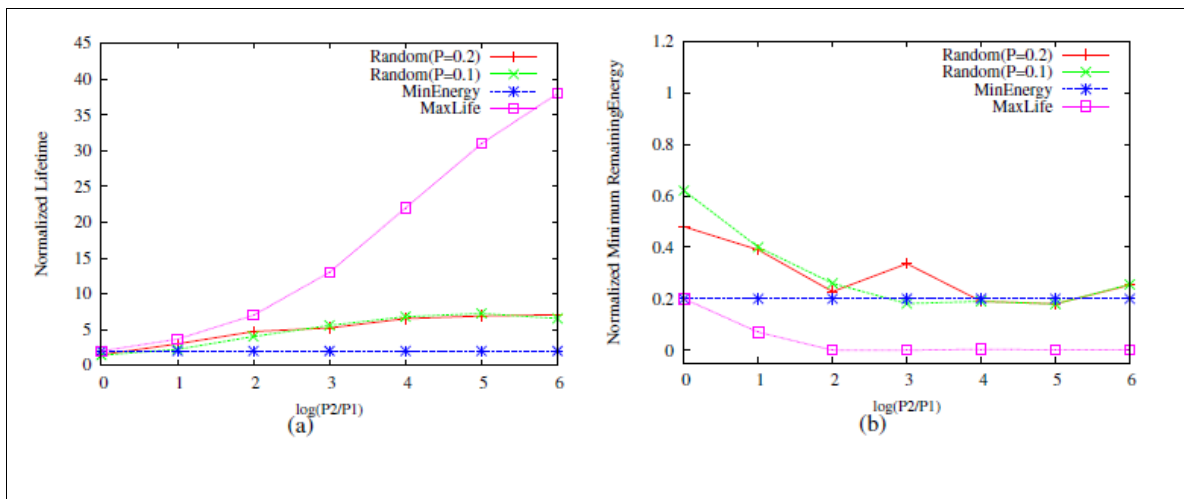 45
40
35
30
25
20
15
10
5
0
Normalized Lifetime
Random(P=0.2)
Random(P=0.1)
MinEnergy
MaxLife
0 1 2 3 4 5 6
log(P2/P1)
(a)
1.2
1
0.8
0.6
0.4
0.2
0
Normalized Minimum RemainingEnergy
Random(P=0.2)
Random(P=0.1)
MinEnergy
MaxLife
0 1 2 3 4 5 6
log(P2/P1)
(b)